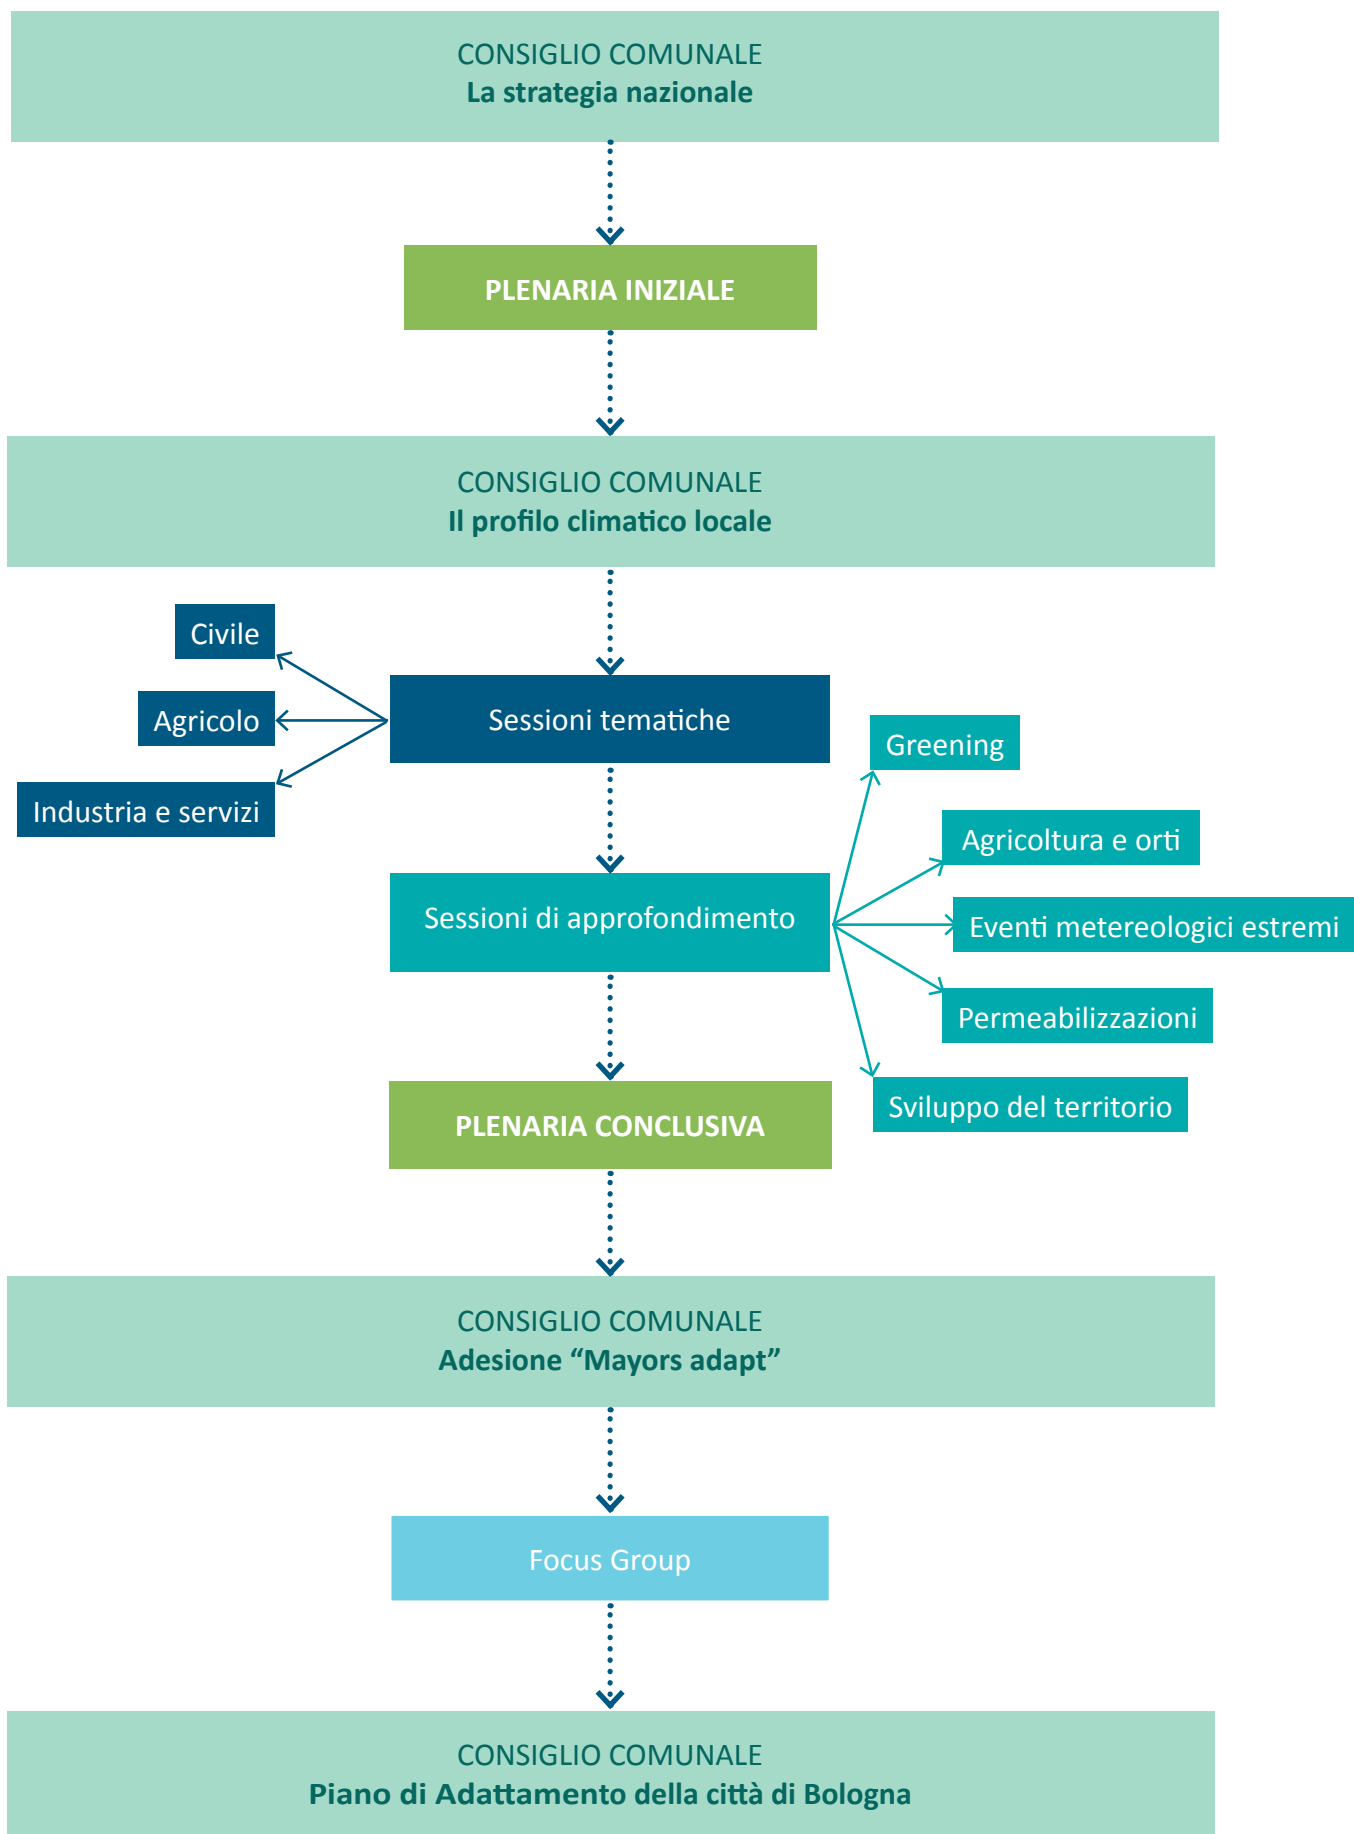 CONSIGLIO COMUNALE
La strategia nazionale
PLENARIA INIZIALE
CONSIGLIO COMUNALE
Il profilo climatico locale
Civile
Agricolo
Industria e servizi
Sessioni tematiche
Greening
Agricoltura e orti
Sessioni di approfondimento
Eventi metereologici estremi
Permeabilizzazioni
Sviluppo del territorio
PLENARIA CONCLUSIVA
CONSIGLIO COMUNALE
Adesione “Mayors adapt”
Focus Group
CONSIGLIO COMUNALE
Piano di Adattamento della città di Bologna